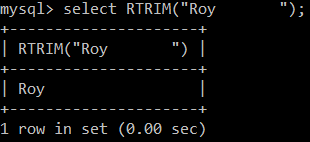 mysql> select RTRIM("Roy       ");
+---------------------+
| RTRIM("Roy       ") |
+---------------------+
| Roy                 |
+---------------------+
1 row in set (0.00 sec)